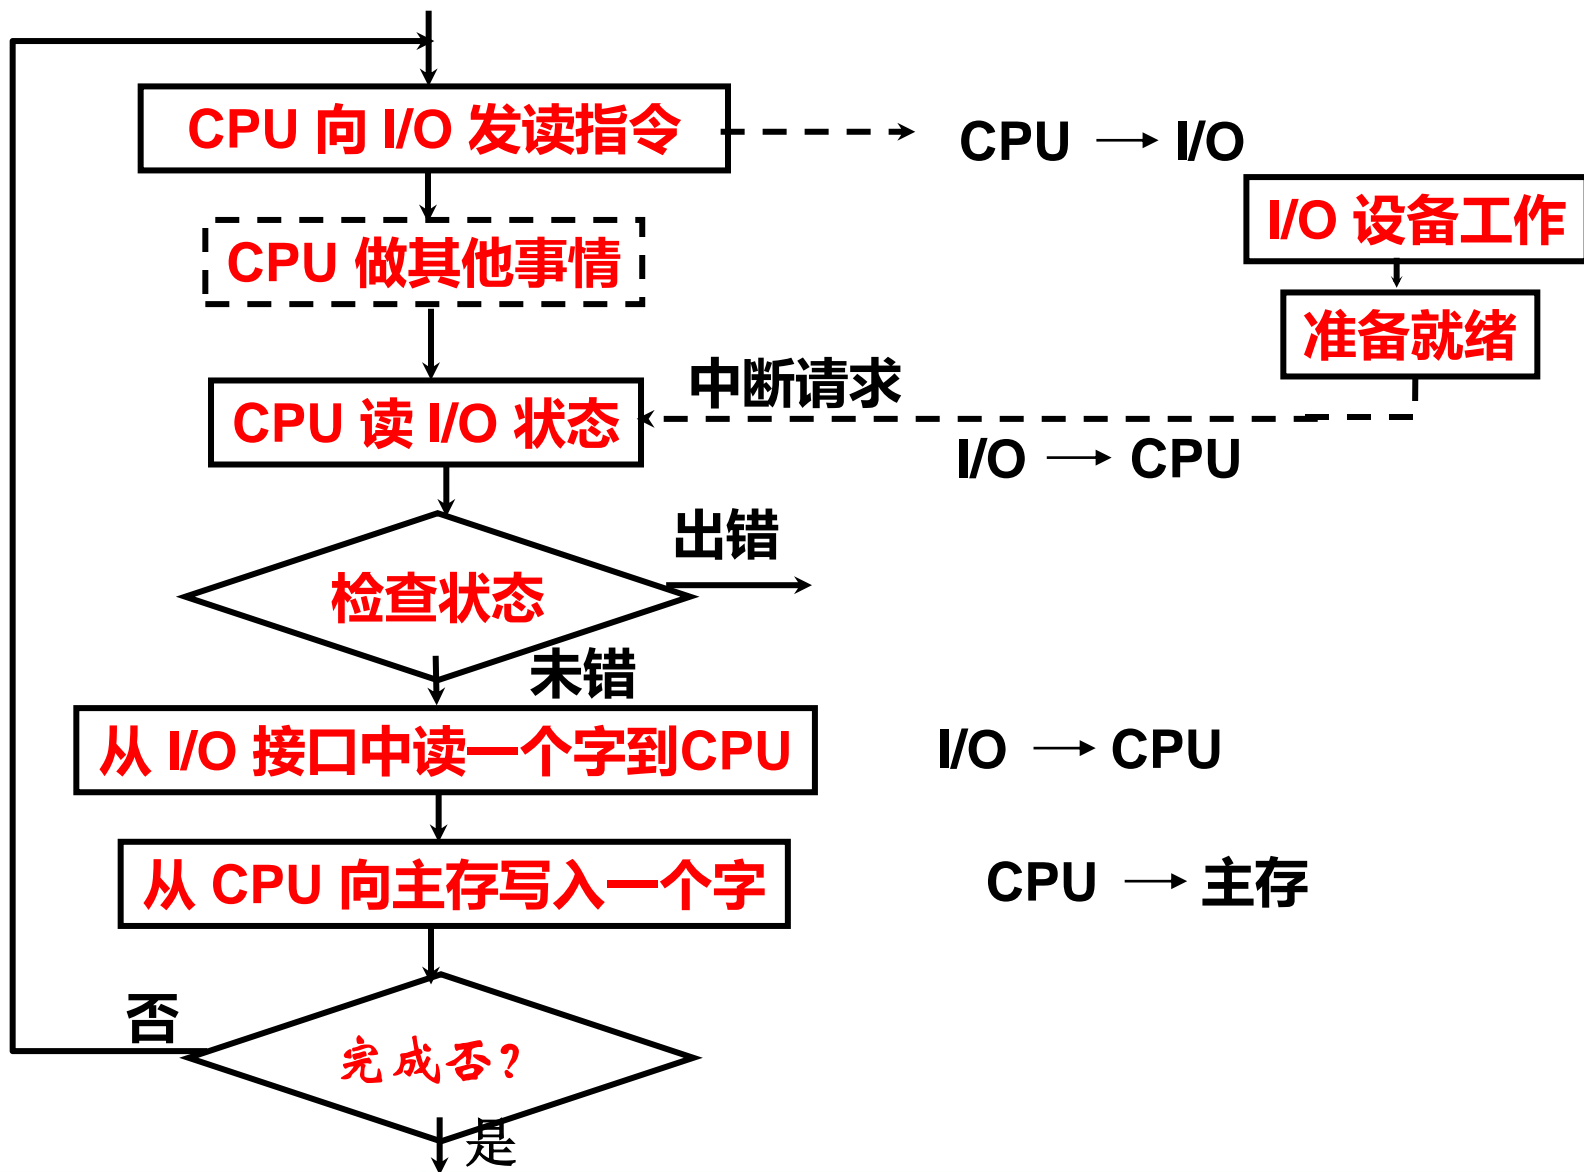 CPU 向 I/O 发读指令
CPU → I/O
I/O 设备工作
CPU 做其他事情
准备就绪
中断请求
CPU 读 I/O 状态
I/O → CPU
出错
检查状态
未错
从 I/O 接口中读一个字到CPU
I/O → CPU
从 CPU 向主存写入一个字
CPU → 主存
否
完成否?
是